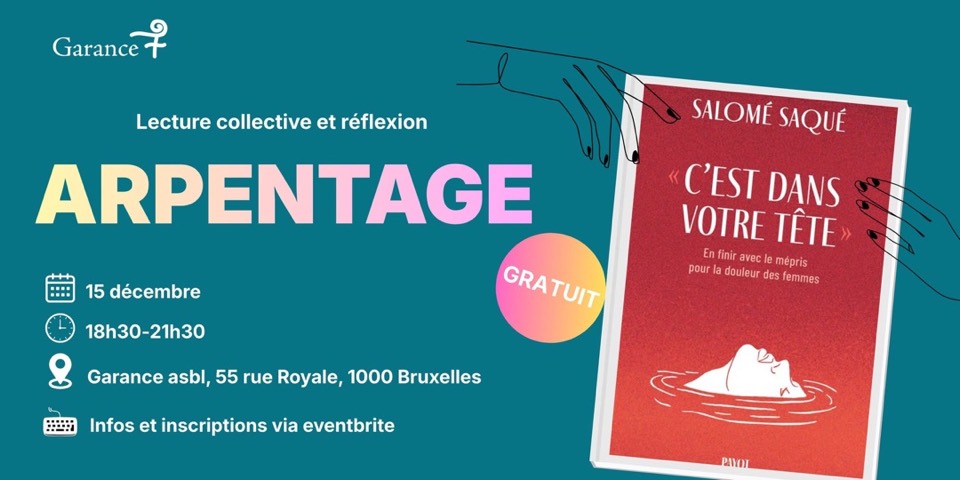 Garance
Lecture collective et réflexion
ARPENTAGE
15 décembre
18h30-21h30
Garance asbl, 55 rue Royale, 1000 Bruxelles
Infos et inscriptions via eventbrite
GRATUIT
SALOMÉ SAQUÉ
« C'EST DANS
VOTRE TÊTE »
En finir avec le mépris
pour la douleur des femmes
PAYOT